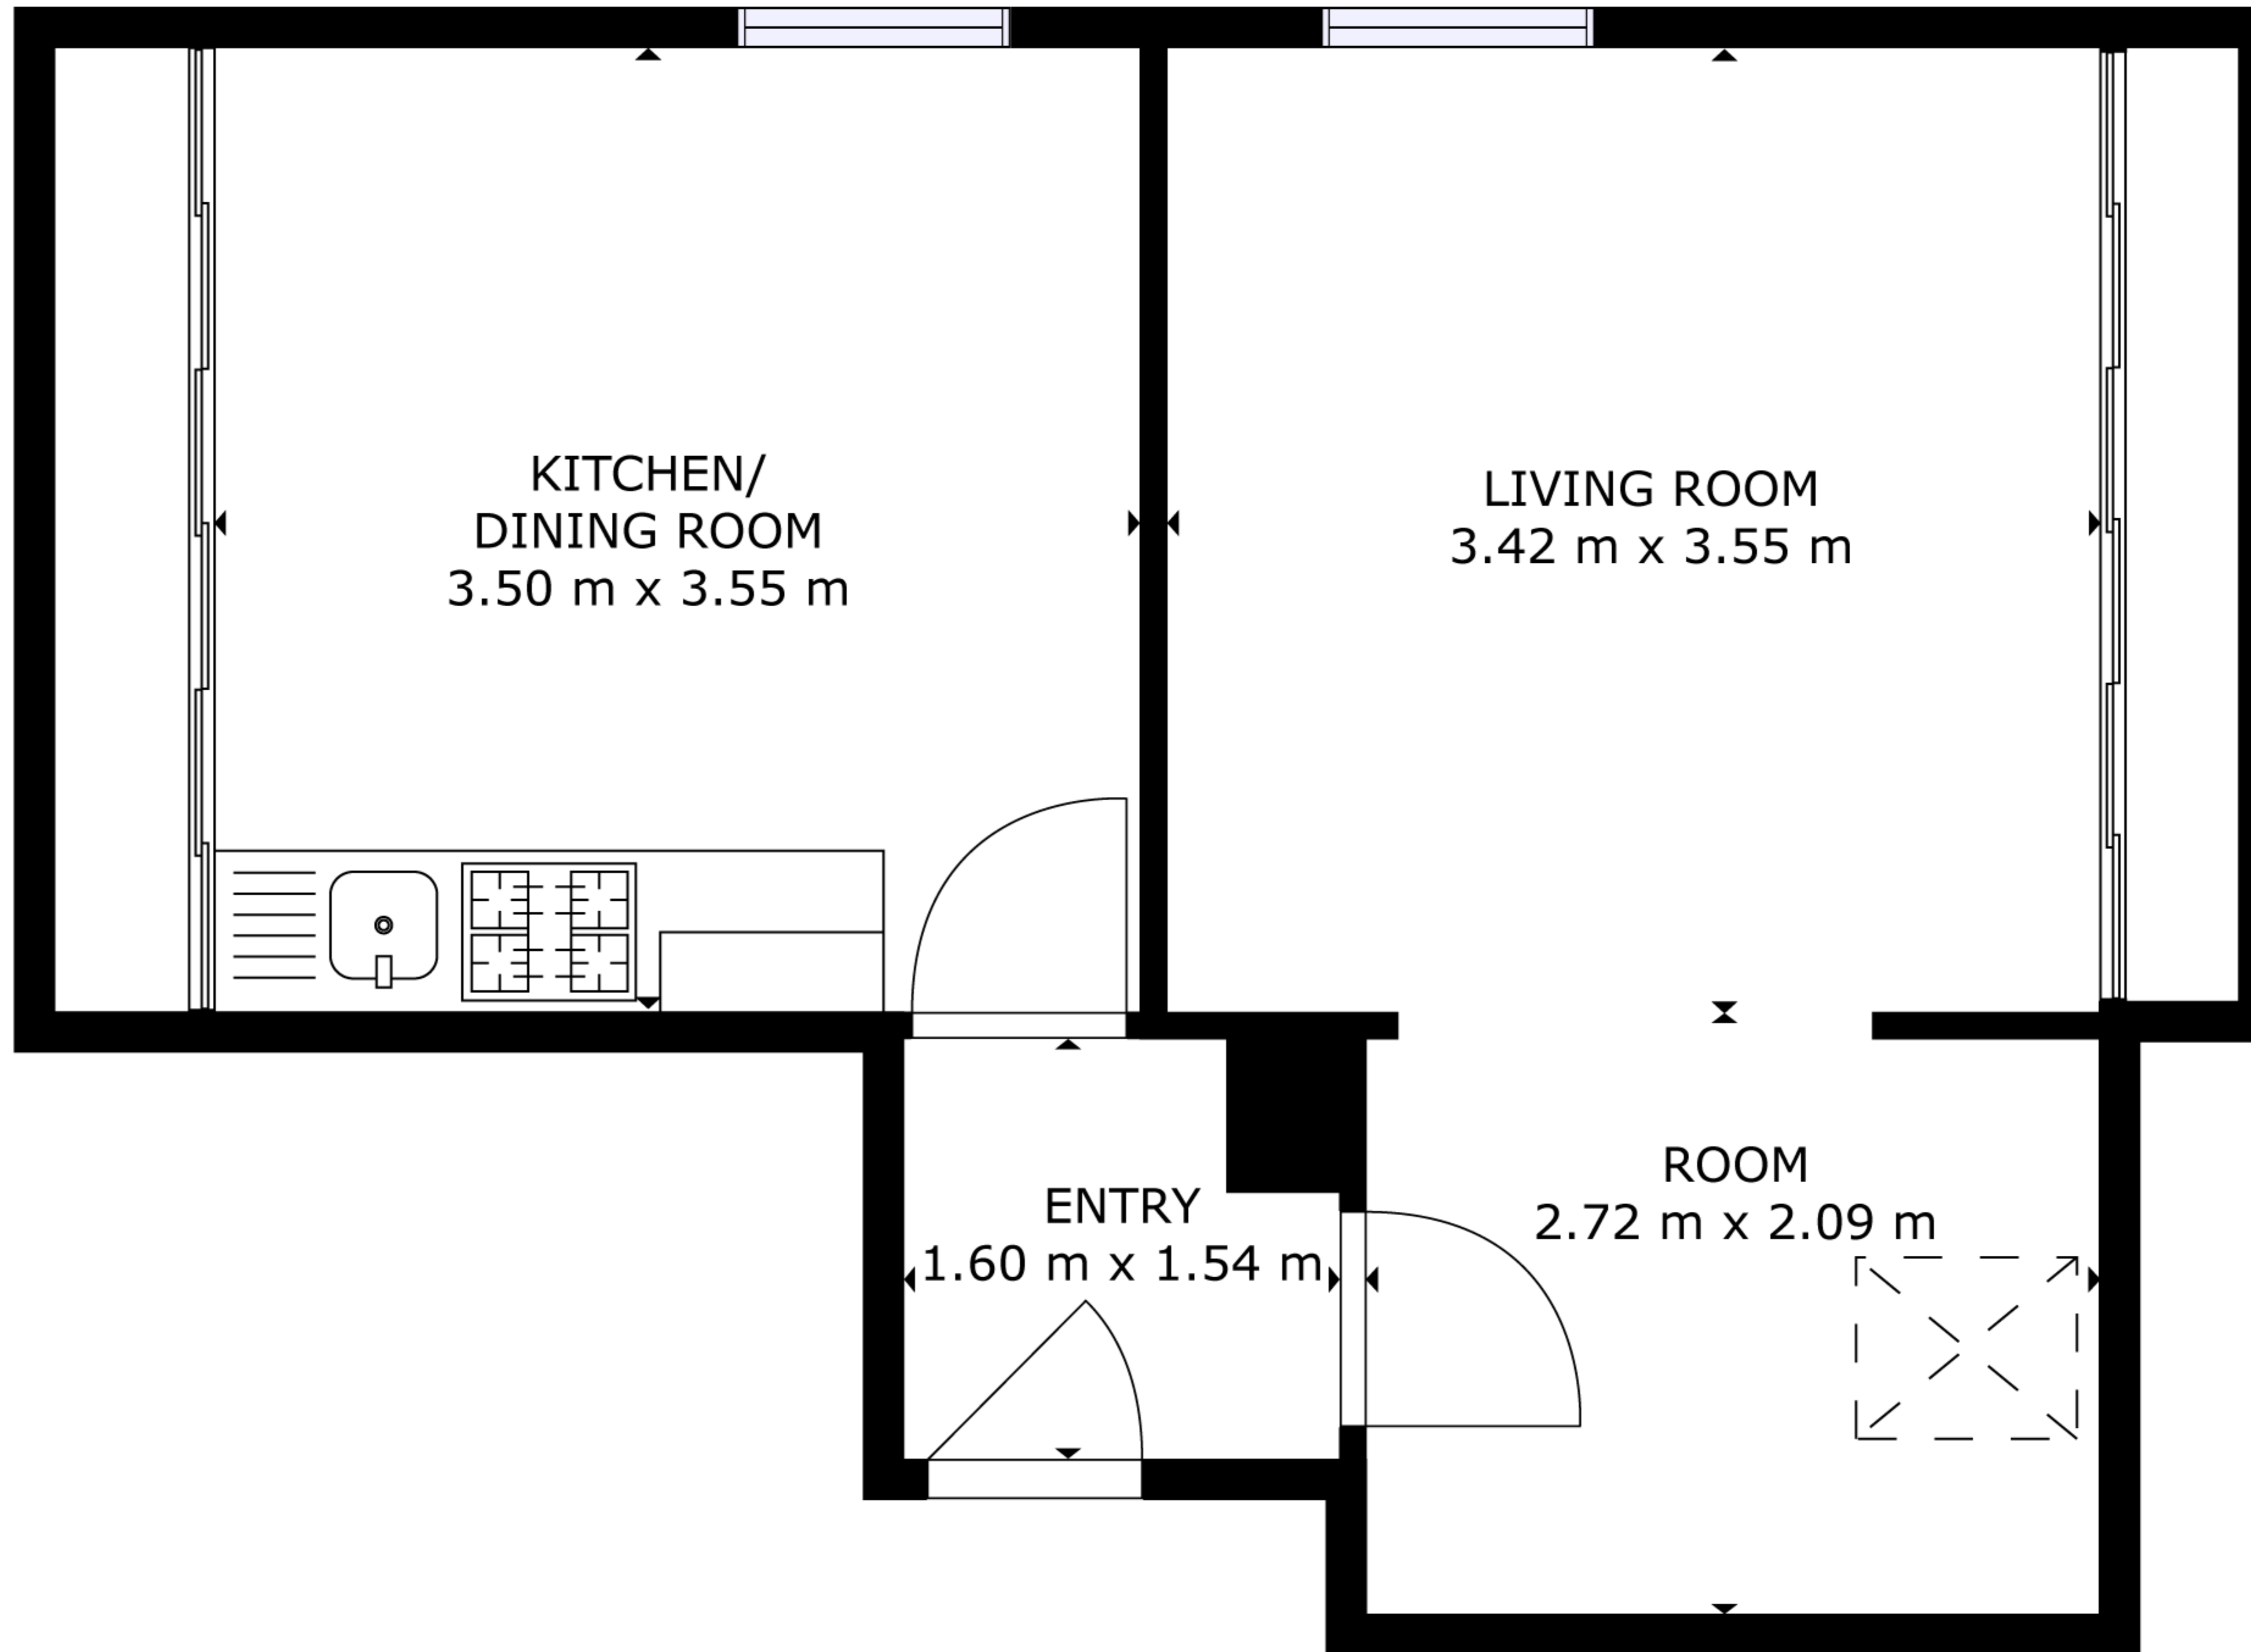 KITCHEN/
DINING ROOM
3.50 m x 3.55 m
LIVING ROOM
3.42 m x 3.55 m
ENTRY
1.60 m x 1.54 m
ROOM
2.72 m x 2.09 m